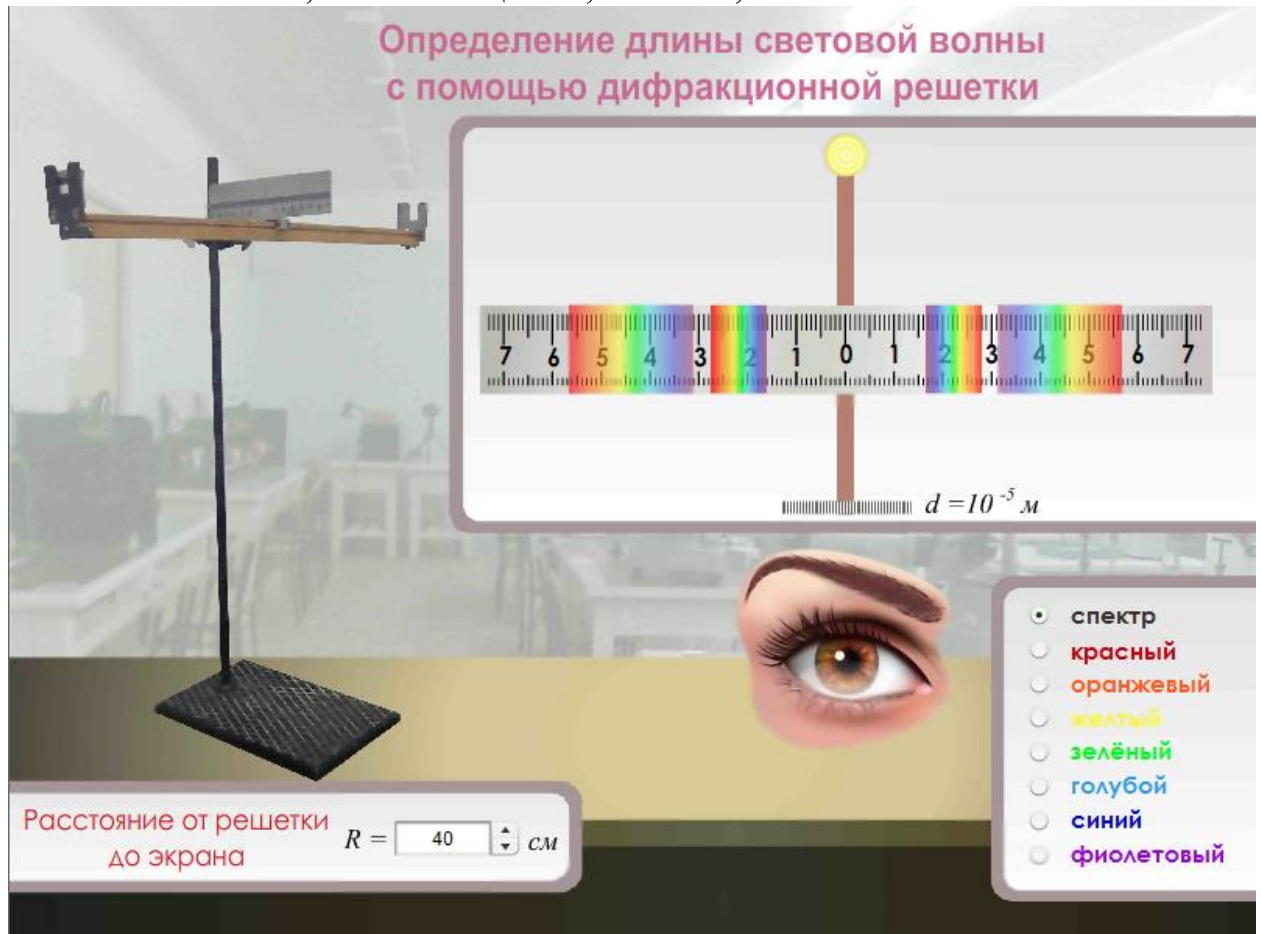 Определение длины световой волны
с помощью дифракционной решетки
7 6 5 4 3 2 1 0 1 2 3 4 5 6 7
d =10 -5 м
спектр
красный
оранжевый
желтый
зелёный
голубой
синий
фиолетовый
Расстояние от решетки
до экрана
R = 40 см